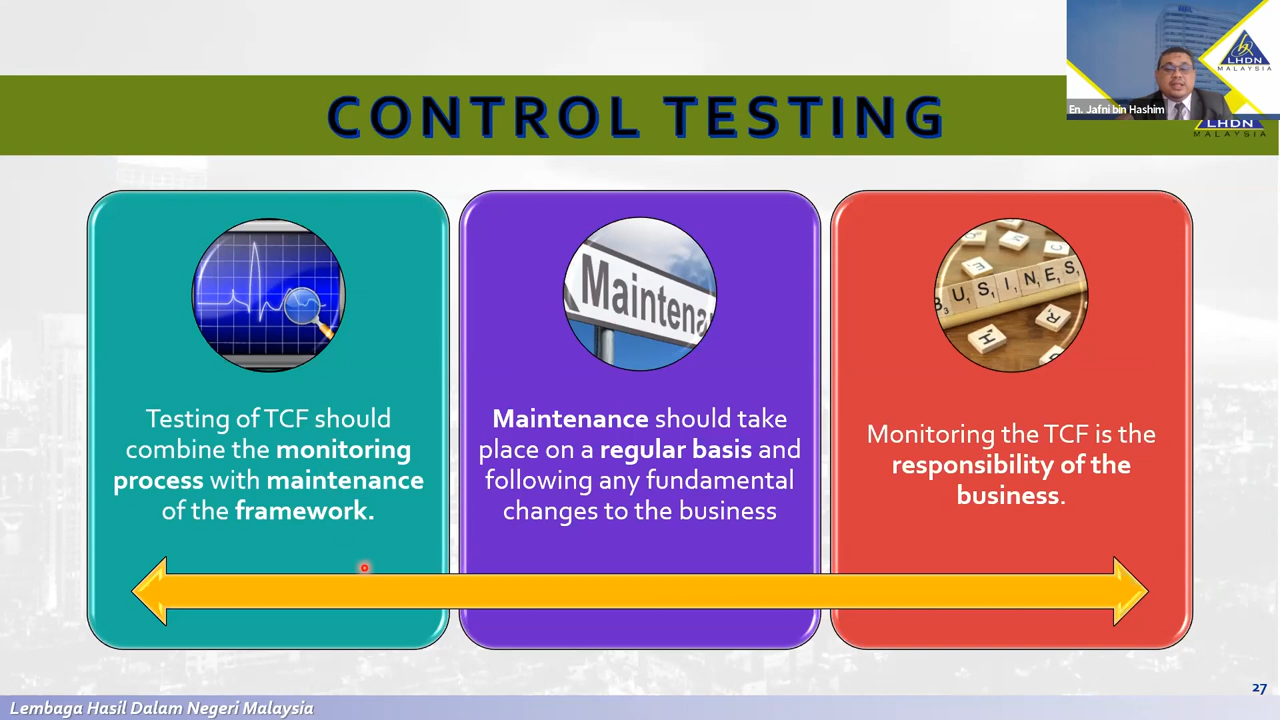 LHDN
MALAYSIA
En. Jafni bin Hashim
LHDN
MALAYSIA
CONTROL TESTING
Maintena
BUSINES
Testing of TCF should
combine the monitoring
process with maintenance
of the framework.
Maintenance should take
place on a regular basis and
following any fundamental
changes to the business
Monitoring the TCF is the
responsibility of the
business.
27
Lembaga Hasil Dalam Negeri Malaysia